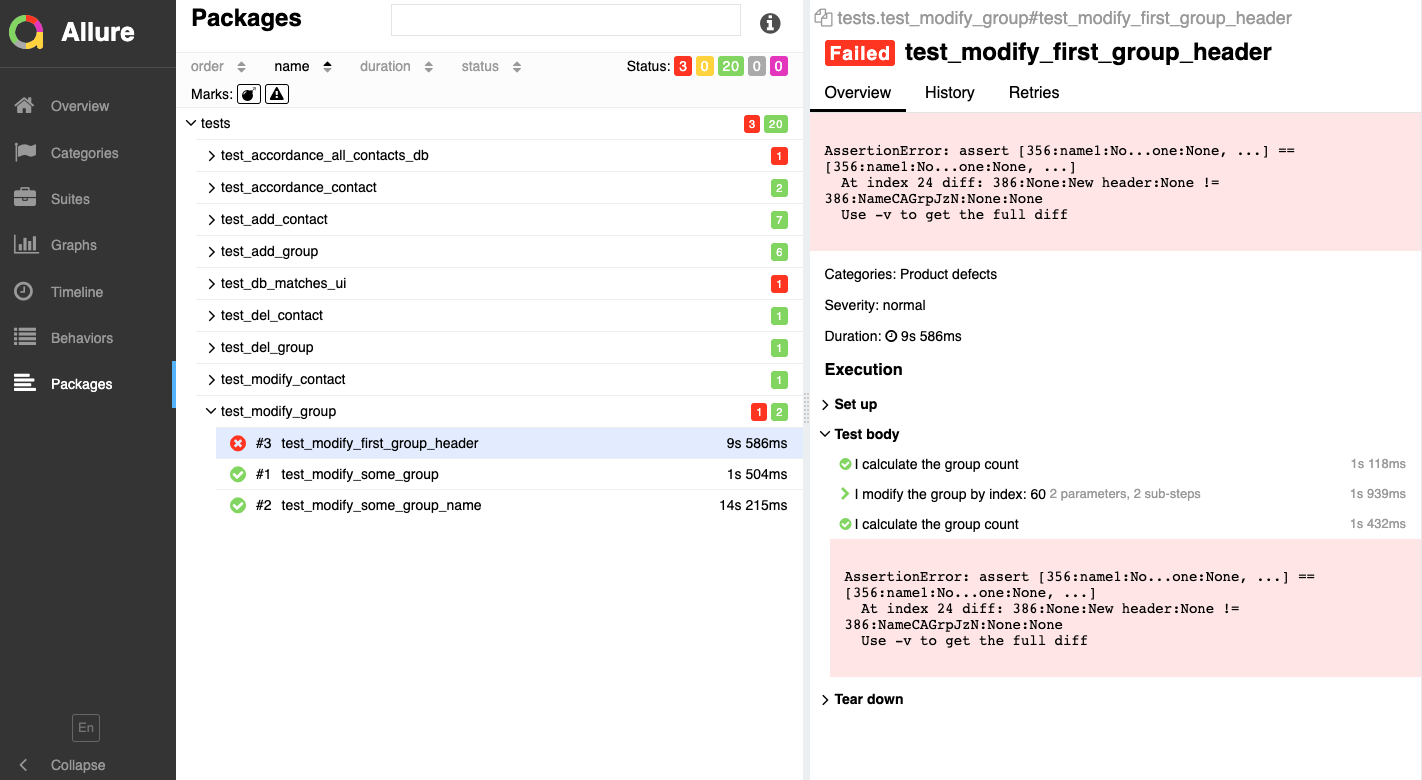 Allure
Overview
Categories
Suites
Graphs
Timeline
Behaviors
Packages
En
Collapse
Packages
order name duration status Status: 3 0 20 0 0
Marks:
tests 3 20
test_accordance_all_contacts_db 1
test_accordance_contact 2
test_add_contact 7
test_add_group 6
test_db_matches_ui 1
test_del_contact 1
test_del_group 1
test_modify_contact 1
test_modify_group 1 2
#3 test_modify_first_group_header 9s 586ms
#1 test_modify_some_group 1s 504ms
#2 test_modify_some_group_name 14s 215ms
tests.test_modify_group#test_modify_first_group_header
Failed test_modify_first_group_header
Overview History Retries
AssertionError: assert [356:name1:No...one:None, ...] ==
[356:name1:No...one:None, ...]
At index 24 diff: 386:None:New header:None !=
386:NameCAGrpJzN:None:None
Use -v to get the full diff
Categories: Product defects
Severity: normal
Duration: 9s 586ms
Execution
Set up
Test body
I calculate the group count 1s 118ms
I modify the group by index: 60 2 parameters, 2 sub-steps 1s 939ms
I calculate the group count 1s 432ms
AssertionError: assert [356:name1:No...one:None, ...] ==
[356:name1:No...one:None, ...]
At index 24 diff: 386:None:New header:None !=
386:NameCAGrpJzN:None:None
Use -v to get the full diff
Tear down